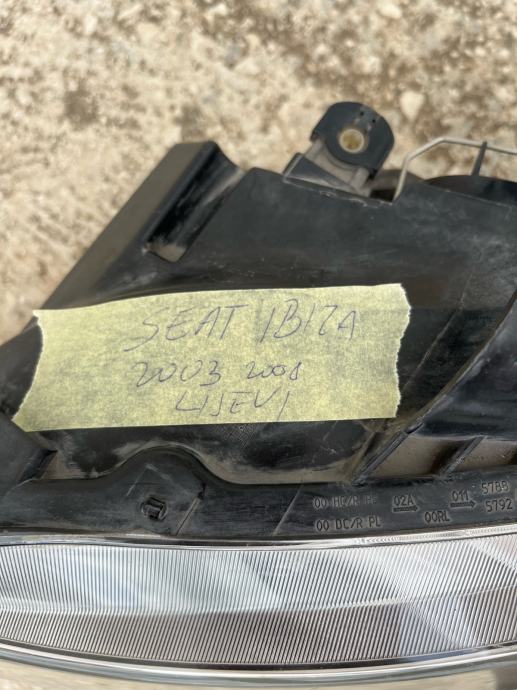 SEAT IBIZA
2003 2008
LIJEVI
00 HC/R PL 02A → 011 → 5785
00 DC/R PL 00RL 5792